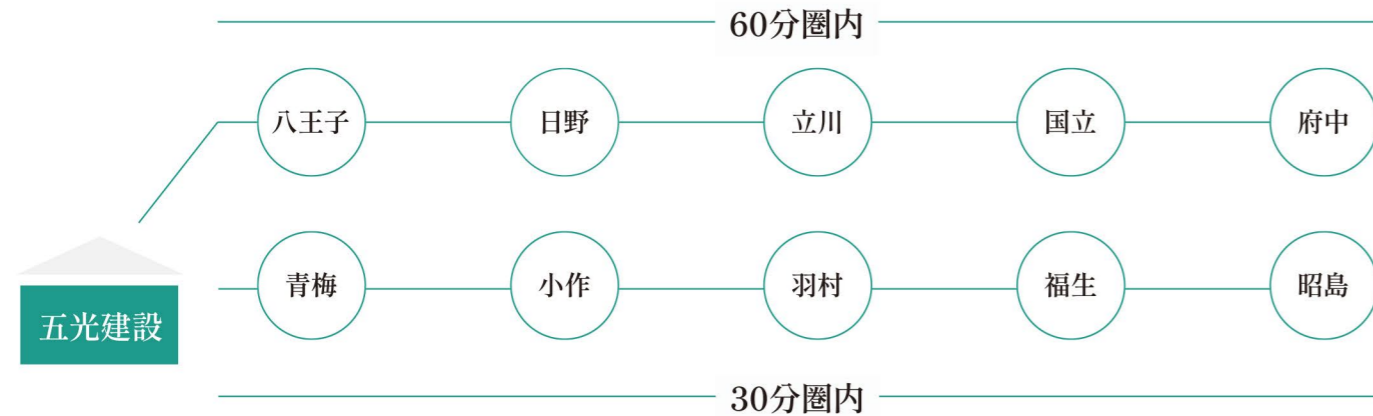 60分圏内
八王子
日野
立川
国立
府中
青梅
小作
羽村
福生
昭島
五光建設
30分圏内